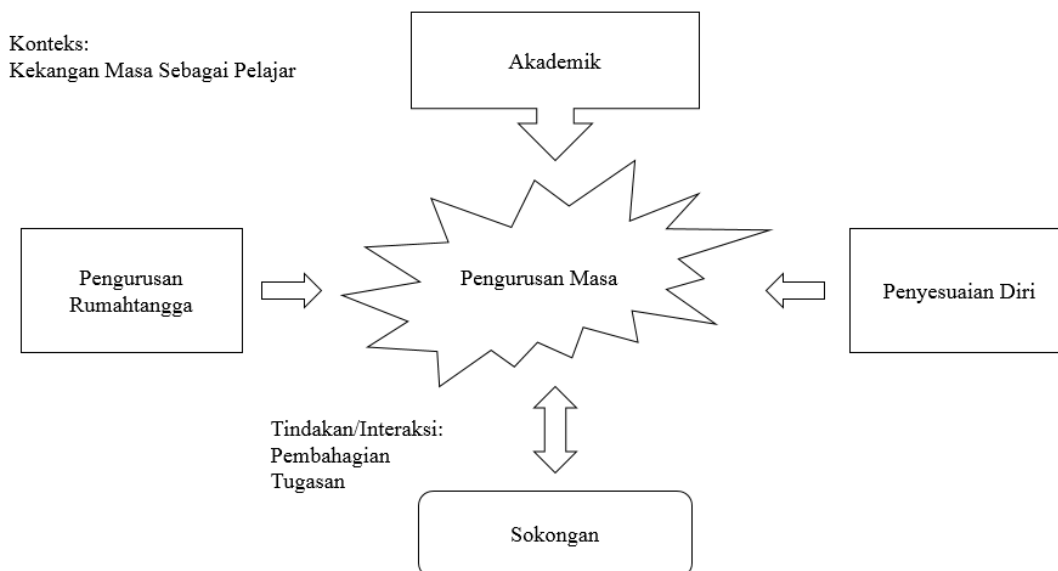 Konteks:
Kekangan Masa Sebagai Pelajar
Akademik
Pengurusan
Rumahtangga
Pengurusan Masa
Penyesuaian Diri
Tindakan/Interaksi:
Pembahagian
Tugasan
Sokongan